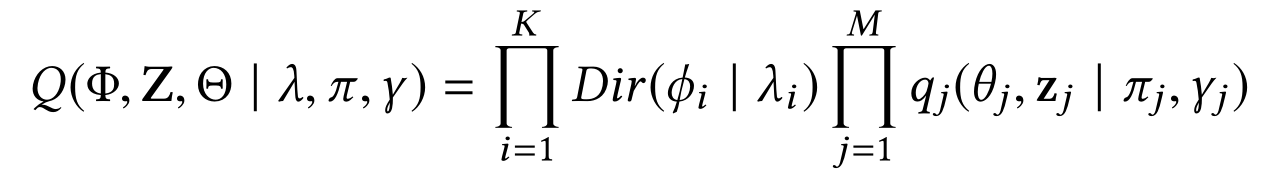 Q(Φ, Z, Θ | λ, π, γ) = ∏_{i=1}^{K} Dir(ϕ_i | λ_i) ∏_{j=1}^{M} q_j(θ_j, z_j | π_j, γ_j)